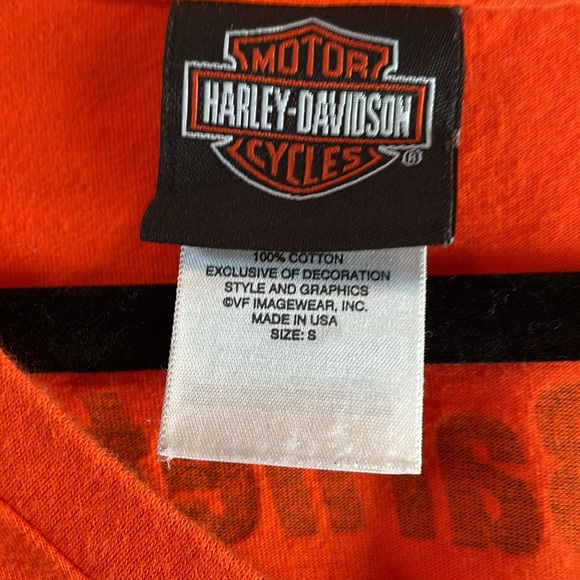 MOTOR
HARLEY-DAVIDSON
CYCLES
®
100% COTTON
EXCLUSIVE OF DECORATION
STYLE AND GRAPHICS
©VF IMAGEWEAR, INC.
MADE IN USA
SIZE: S